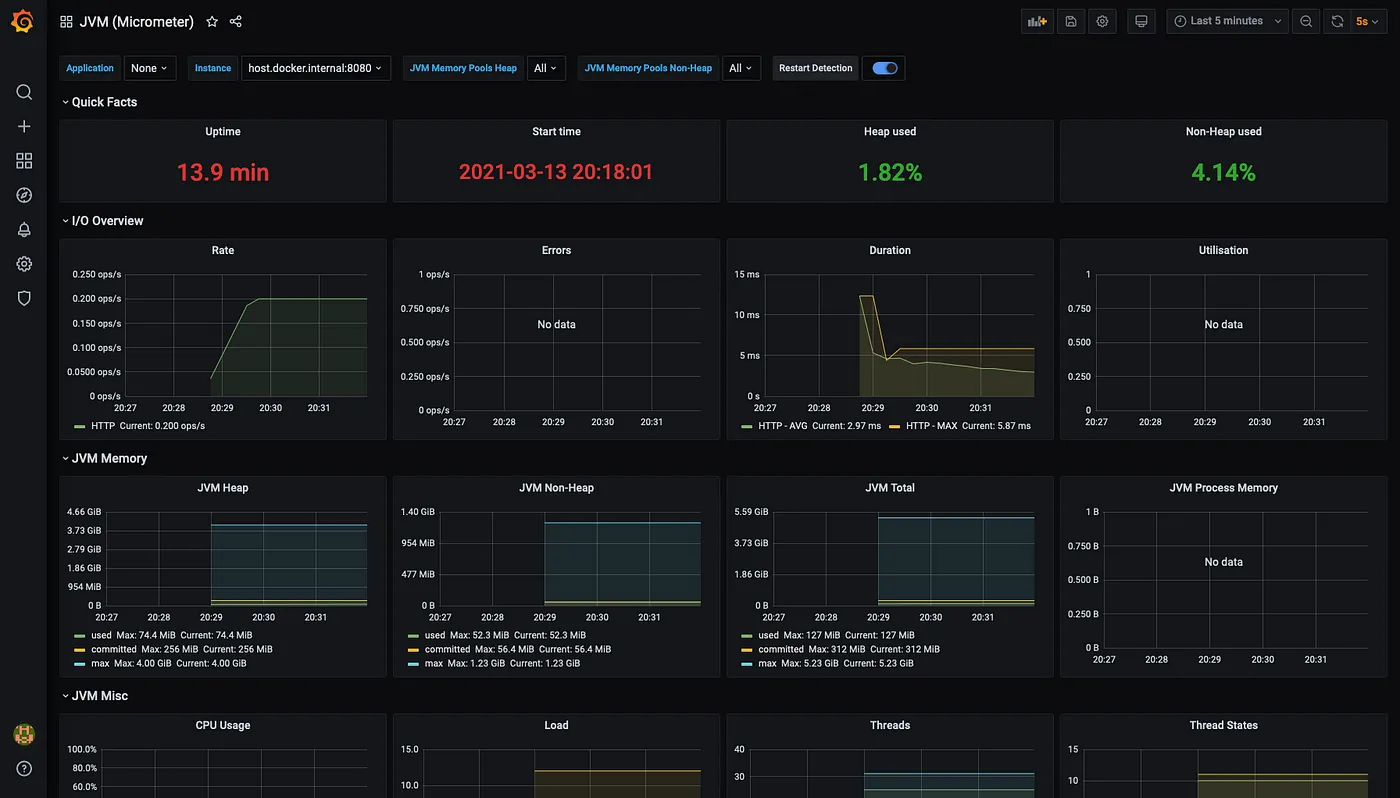 JVM (Micrometer)
Last 5 minutes
5s
Application None Instance host.docker.internal:8080 JVM Memory Pools Heap All JVM Memory Pools Non-Heap All Restart Detection
Quick Facts
Uptime
13.9 min
Start time
2021-03-13 20:18:01
Heap used
1.82%
Non-Heap used
4.14%
I/O Overview
Rate
0.250 ops/s
0.200 ops/s
0.150 ops/s
0.100 ops/s
0.0500 ops/s
0 ops/s
20:27 20:28 20:29 20:30 20:31
HTTP Current: 0.200 ops/s
Errors
1 ops/s
0.750 ops/s
0.500 ops/s
0.250 ops/s
0 ops/s
No data
20:27 20:28 20:29 20:30 20:31
Duration
15 ms
10 ms
5 ms
0 s
20:27 20:28 20:29 20:30 20:31
HTTP - AVG Current: 2.97 ms HTTP - MAX Current: 5.87 ms
Utilisation
1
0.750
0.500
0.250
0
No data
20:27 20:28 20:29 20:30 20:31
JVM Memory
JVM Heap
4.66 GiB
3.73 GiB
2.79 GiB
1.86 GiB
954 MiB
0 B
20:27 20:28 20:29 20:30 20:31
used Max: 74.4 MiB Current: 74.4 MiB
committed Max: 256 MiB Current: 256 MiB
max Max: 4.00 GiB Current: 4.00 GiB
JVM Non-Heap
1.40 GiB
954 MiB
477 MiB
0 B
20:27 20:28 20:29 20:30 20:31
used Max: 52.3 MiB Current: 52.3 MiB
committed Max: 56.4 MiB Current: 56.4 MiB
max Max: 1.23 GiB Current: 1.23 GiB
JVM Total
5.59 GiB
3.73 GiB
1.86 GiB
0 B
20:27 20:28 20:29 20:30 20:31
used Max: 127 MiB Current: 127 MiB
committed Max: 312 MiB Current: 312 MiB
max Max: 5.23 GiB Current: 5.23 GiB
JVM Process Memory
1 B
0.750 B
0.500 B
0.250 B
0 B
No data
20:27 20:28 20:29 20:30 20:31
JVM Misc
CPU Usage
100.0%
80.0%
60.0%
Load
15.0
10.0
Threads
40
30
Thread States
15
10